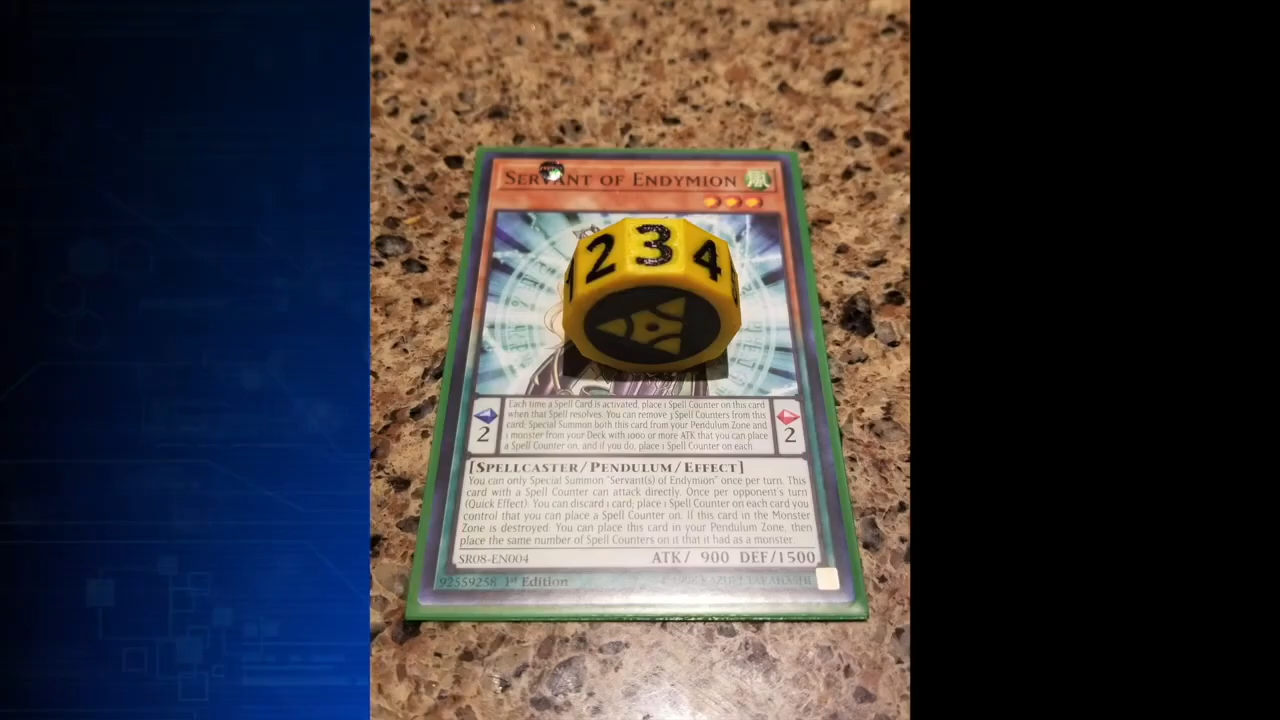 SERVANT OF ENDYMION
2 3 4
Each time a Spell Card is activated, place 1 Spell Counter on this card
when that Spell resolves. You can remove 3 Spell Counters from this
card; Special Summon both this card from your Pendulum Zone and
1 monster from your Deck with 1000 or more ATK that you can place
a Spell Counter on, and if you do, place 1 Spell Counter on each.
2
2
[SPELLCASTER/PENDULUM/EFFECT]
You can only Special Summon "Servant(s) of Endymion" once per turn. This
card with a Spell Counter can attack directly. Once per opponent's turn
(Quick Effect): You can discard 1 card; place 1 Spell Counter on each card you
control that you can place a Spell Counter on. If this card in the Monster
Zone is destroyed: You can place this card in your Pendulum Zone, then
place the same number of Spell Counters on it that it had as a monster.
SR08-EN004 ATK/ 900 DEF/1500
92559258 1st Edition © 1996 KAZUKI TAKAHASHI